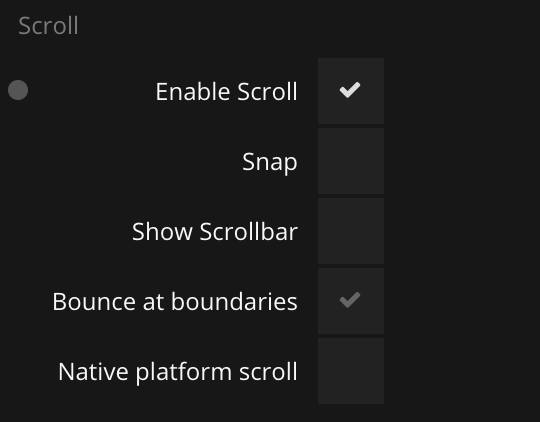 Scroll
Enable Scroll
Snap
Show Scrollbar
Bounce at boundaries
Native platform scroll